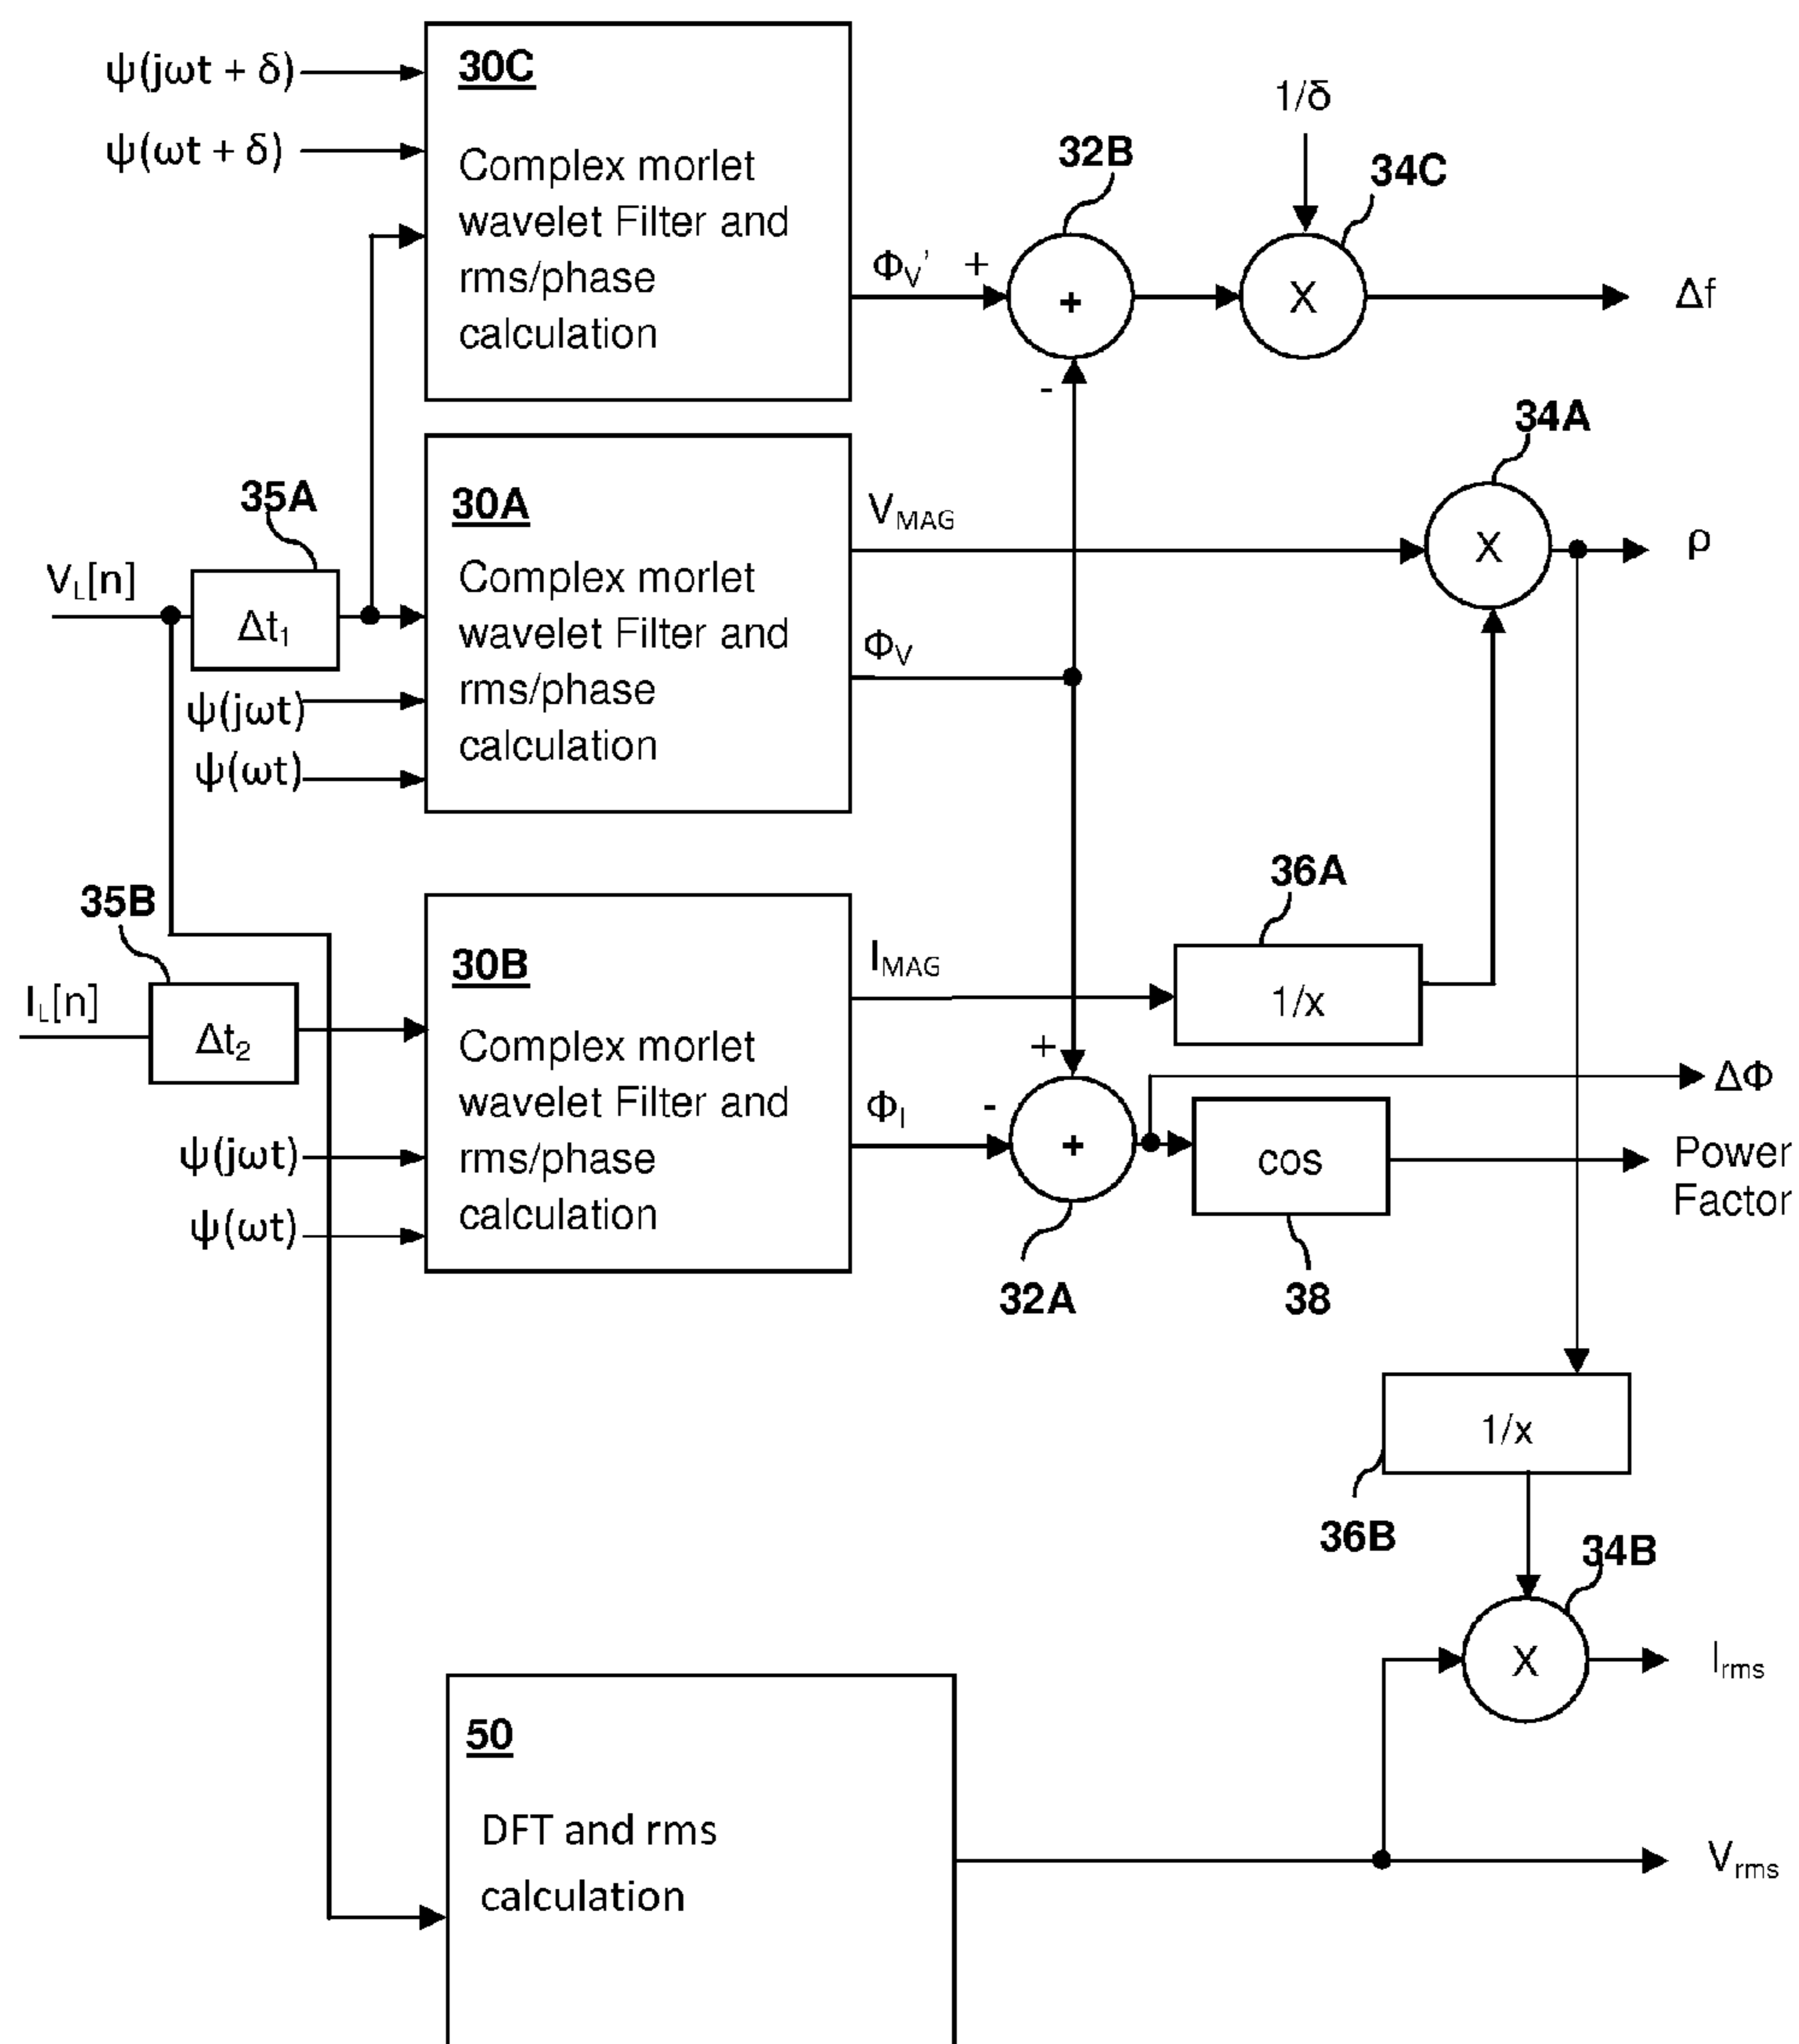 ψ(jωt + δ)
ψ(ωt + δ)
30C
Complex morlet
wavelet Filter and
rms/phase
calculation
ΦV’
+
-
32B
+
1/δ
34C
X
Δf
35A
VL[n]
Δt1
ψ(jωt)
ψ(ωt)
30A
Complex morlet
wavelet Filter and
rms/phase
calculation
VMAG
ΦV
34A
X
ρ
35B
IL[n]
Δt2
ψ(jωt)
ψ(ωt)
30B
Complex morlet
wavelet Filter and
rms/phase
calculation
IMAG
ΦI
36A
1/x
+
-
+
32A
ΔΦ
cos
38
Power
Factor
1/x
36B
34B
X
Irms
50
DFT and rms
calculation
Vrms